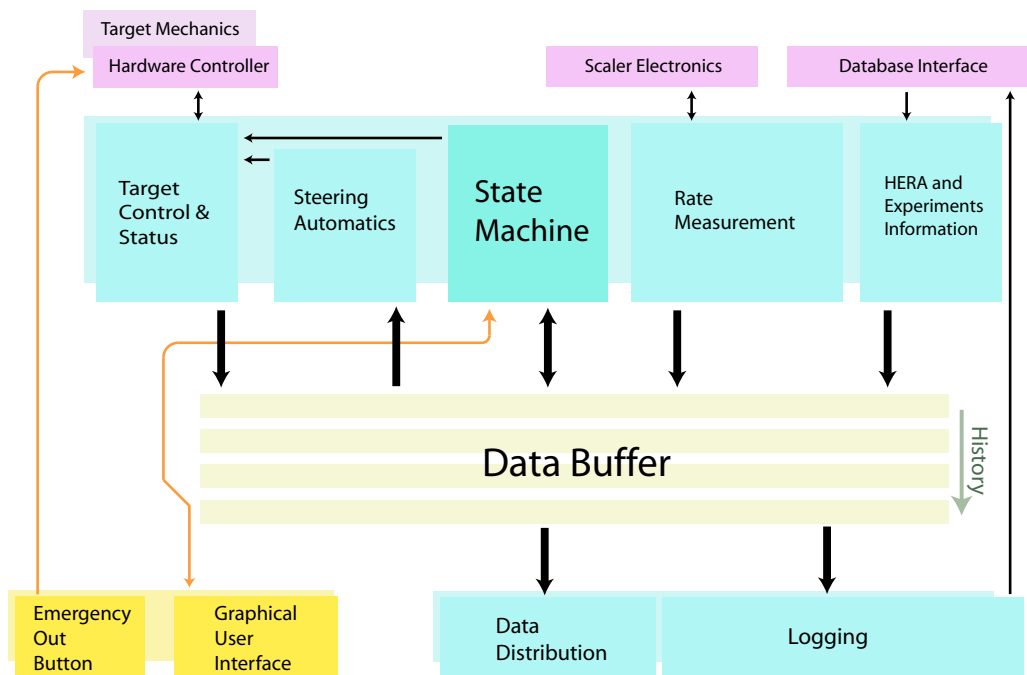 Target Mechanics
Hardware Controller
Scaler Electronics
Database Interface
Target
Control &
Status
Steering
Automatics
State
Machine
Rate
Measurement
HERA and
Experiments
Information
Data Buffer
History
Emergency
Out
Button
Graphical
User
Interface
Data
Distribution
Logging